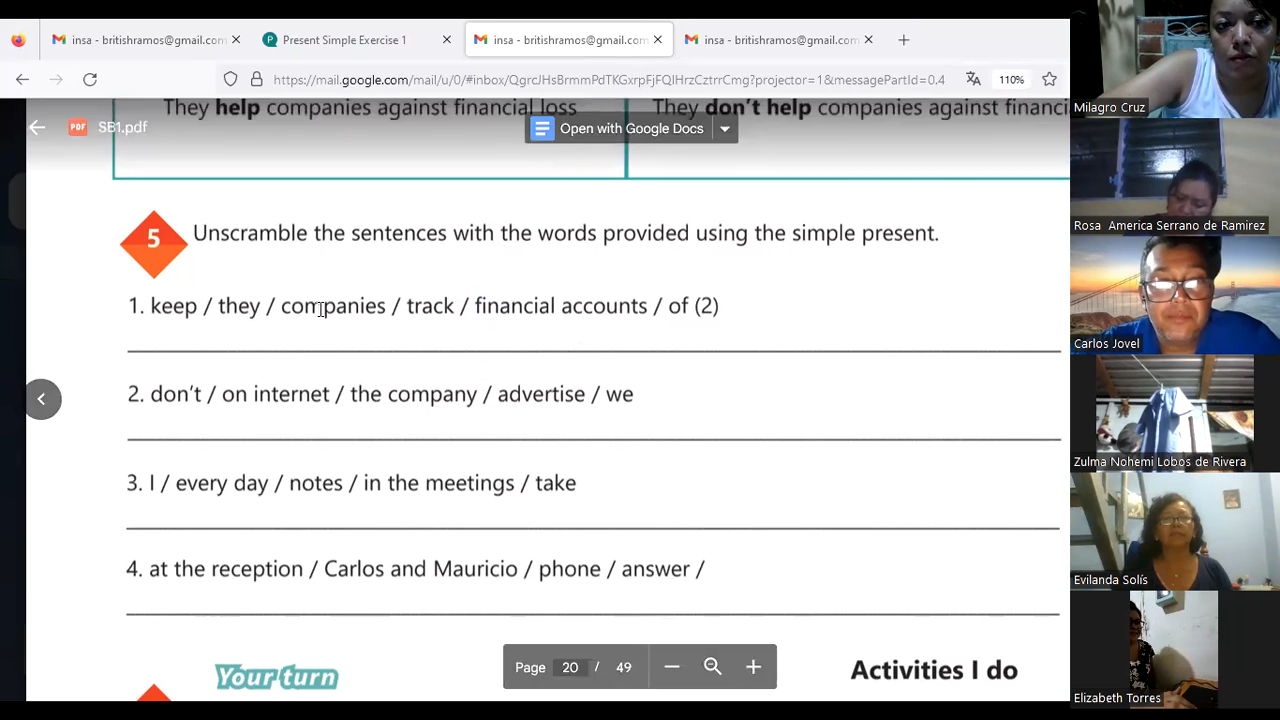 insa - britishramos@gmail.com
Present Simple Exercise 1
insa - britishramos@gmail.com
insa - britishramos@gmail.com
https://mail.google.com/mail/u/0/#inbox/QgrcJHsBrmmPdTKGxrpFjFQIHrzCztrrCmg?projector=1&messagePartId=0.4
110%
They help companies against financial loss
They don't help companies against financi
PDF SB1.pdf
Open with Google Docs
5 Unscramble the sentences with the words provided using the simple present.
1. keep / they / companies / track / financial accounts / of (2)
2. don't / on internet / the company / advertise / we
3. I / every day / notes / in the meetings / take
4. at the reception / Carlos and Mauricio / phone / answer /
Your turn
Activities I do
Page 20 / 49
Milagro Cruz
Rosa America Serrano de Ramirez
Carlos Jovel
Zulma Nohemi Lobos de Rivera
Evilanda Solís
Elizabeth Torres